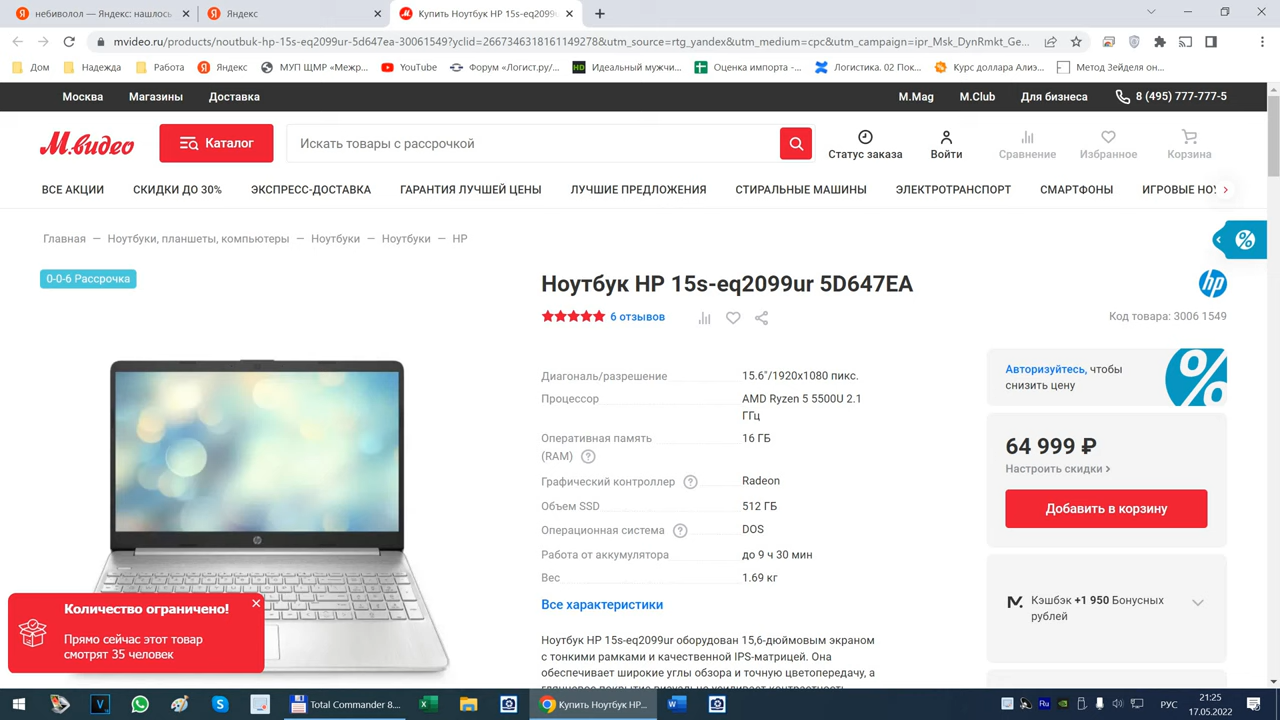 небиволол — Яндекс: нашлось
Яндекс
Купить Ноутбук HP 15s-eq2099u
mvideo.ru/products/noutbuk-hp-15s-eq2099ur-5d647ea-30061549?yclid=2667346318161149278&utm_source=rtg_yandex&utm_medium=cpc&utm_campaign=ipr_Msk_DynRmkt_Ge...
Дом
Надежда
Работа
Яндекс
МУП ЩМР «Межр...
YouTube
Форум «Логист.ру/...
HD
Идеальный мужчи...
Оценка импорта -...
Логистика. 02 Пок...
Курс доллара Алиэ...
Метод Зейделя он...
Москва
Магазины
Доставка
M.Mag
M.Club
Для бизнеса
8 (495) 777-777-5
М.видео
Каталог
Искать товары с рассрочкой
Статус заказа
Войти
Сравнение
Избранное
Корзина
ВСЕ АКЦИИ
СКИДКИ ДО 30%
ЭКСПРЕСС-ДОСТАВКА
ГАРАНТИЯ ЛУЧШЕЙ ЦЕНЫ
ЛУЧШИЕ ПРЕДЛОЖЕНИЯ
СТИРАЛЬНЫЕ МАШИНЫ
ЭЛЕКТРОТРАНСПОРТ
СМАРТФОНЫ
ИГРОВЫЕ НОУ
Главная — Ноутбуки, планшеты, компьютеры — Ноутбуки — Ноутбуки — HP
%
0-0-6 Рассрочка
Ноутбук HP 15s-eq2099ur 5D647EA
hp
6 отзывов
Код товара: 3006 1549
Авторизуйтесь, чтобы
снизить цену
%
Диагональ/разрешение 15.6"/1920x1080 пикс.
Процессор AMD Ryzen 5 5500U 2.1
ГГц
Оперативная память 16 ГБ
(RAM) ?
Графический контроллер ? Radeon
Объем SSD 512 ГБ
Операционная система ? DOS
Работа от аккумулятора до 9 ч 30 мин
Вес 1.69 кг
Все характеристики
64 999 ₽
Настроить скидки
Добавить в корзину
Кэшбэк +1 950 Бонусных
рублей
Ноутбук HP 15s-eq2099ur оборудован 15,6-дюймовым экраном
с тонкими рамками и качественной IPS-матрицей. Она
обеспечивает широкие углы обзора и точную цветопередачу, а
Количество ограничено!
Прямо сейчас этот товар
смотрят 35 человек
Total Commander 8....
Купить Ноутбук HP...
Ru
РУС
21:25
17.05.2022